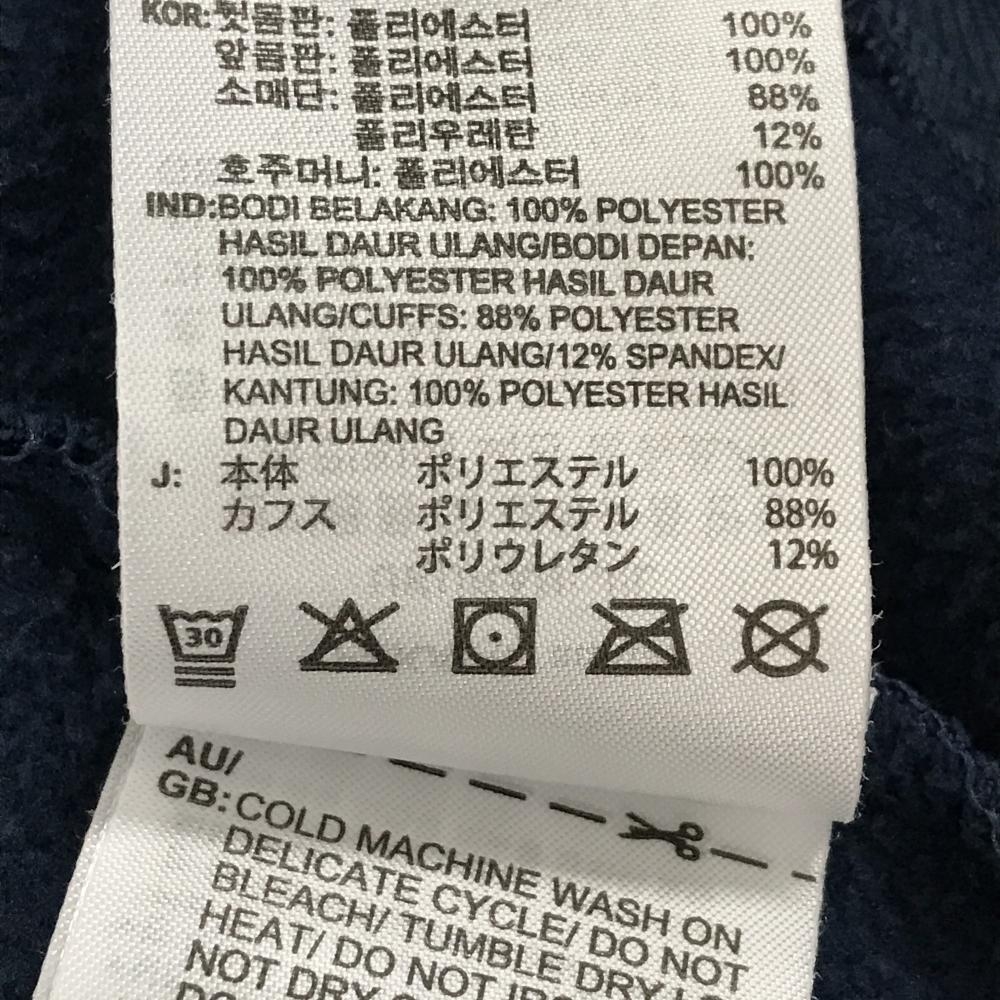 KOR: 뒷몸판: 폴리에스터 100%
앞몸판: 폴리에스터 100%
소매단: 폴리에스터 88%
폴리우레탄 12%
호주머니: 폴리에스터 100%
IND: BODI BELAKANG: 100% POLYESTER
HASIL DAUR ULANG/BODI DEPAN:
100% POLYESTER HASIL DAUR
ULANG/CUFFS: 88% POLYESTER
HASIL DAUR ULANG/12% SPANDEX/
KANTUNG: 100% POLYESTER HASIL
DAUR ULANG
J: 本体 ポリエステル 100%
カフス ポリエステル 88%
ポリウレタン 12%
30
AU/
GB: COLD MACHINE WASH ON
DELICATE CYCLE/ DO NOT
BLEACH/ TUMBLE DRY
HEAT/ DO NOT
NOT DRY